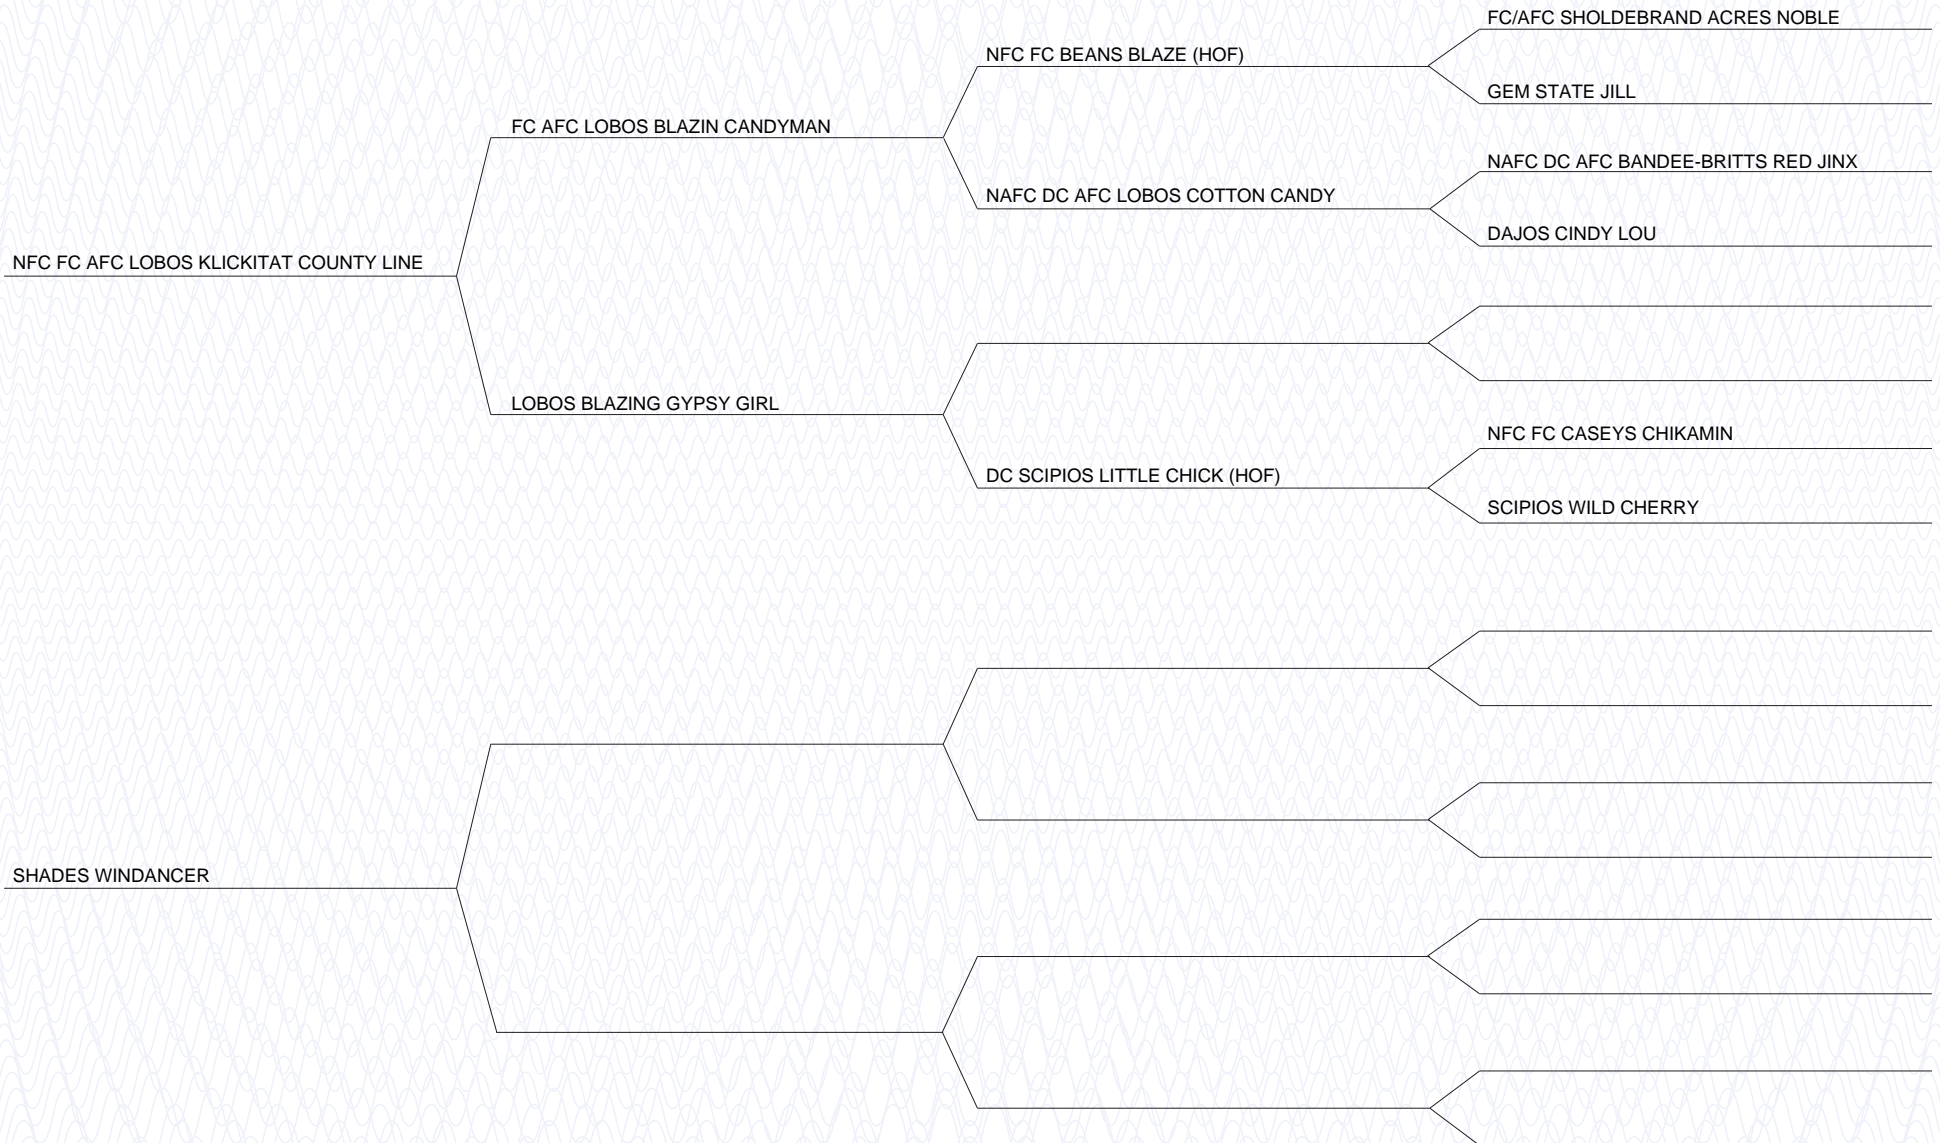 FC/AFC SHOLDEBRAND ACRES NOBLE
NFC FC BEANS BLAZE (HOF)
GEM STATE JILL
FC AFC LOBOS BLAZIN CANDYMAN
NAFC DC AFC BANDEE-BRITTS RED JINX
NAFC DC AFC LOBOS COTTON CANDY
DAJOS CINDY LOU
NFC FC AFC LOBOS KLICKITAT COUNTY LINE
LOBOS BLAZING GYPSY GIRL
NFC FC CASEYS CHIKAMIN
DC SCIPIOS LITTLE CHICK (HOF)
SCIPIOS WILD CHERRY
SHADES WINDANCER